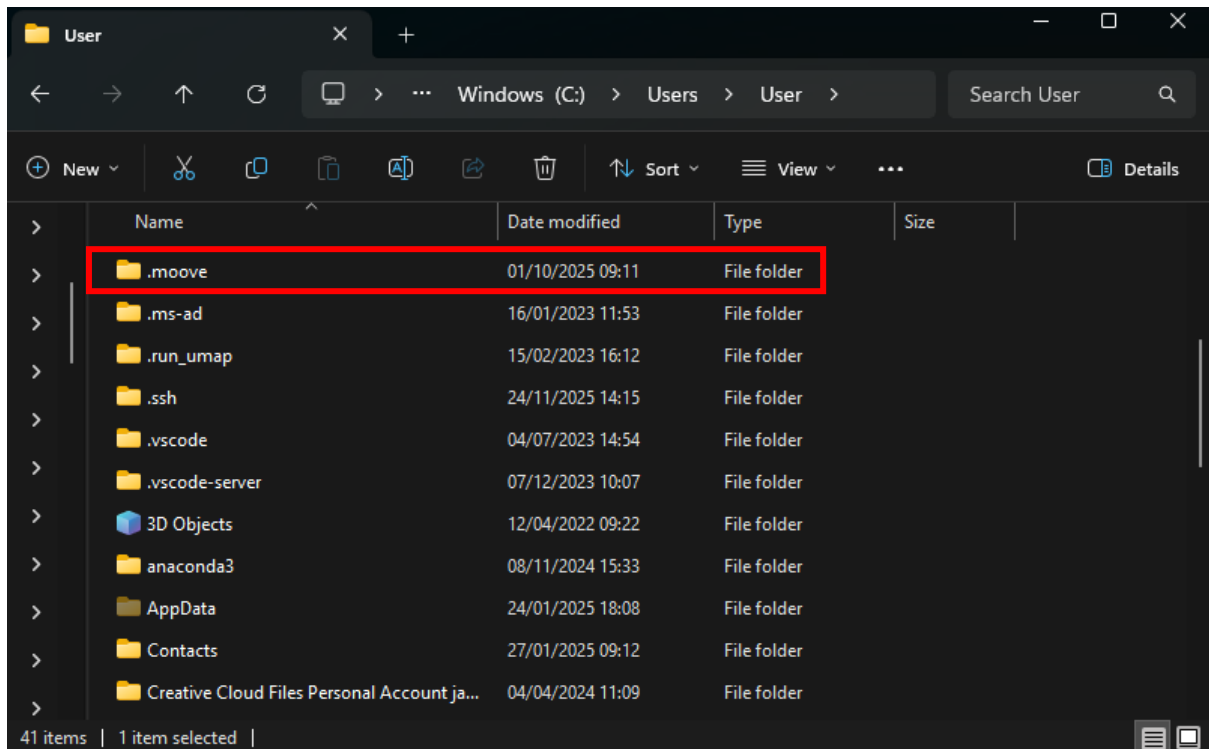 User
Windows (C:) Users User Search User
New Sort View Details
Name Date modified Type Size
.moove 01/10/2025 09:11 File folder
.ms-ad 16/01/2023 11:53 File folder
.run_umap 15/02/2023 16:12 File folder
.ssh 24/11/2025 14:15 File folder
.vscode 04/07/2023 14:54 File folder
.vscode-server 07/12/2023 10:07 File folder
3D Objects 12/04/2022 09:22 File folder
anaconda3 08/11/2024 15:33 File folder
AppData 24/01/2025 18:08 File folder
Contacts 27/01/2025 09:12 File folder
Creative Cloud Files Personal Account ja... 04/04/2024 11:09 File folder
41 items | 1 item selected |